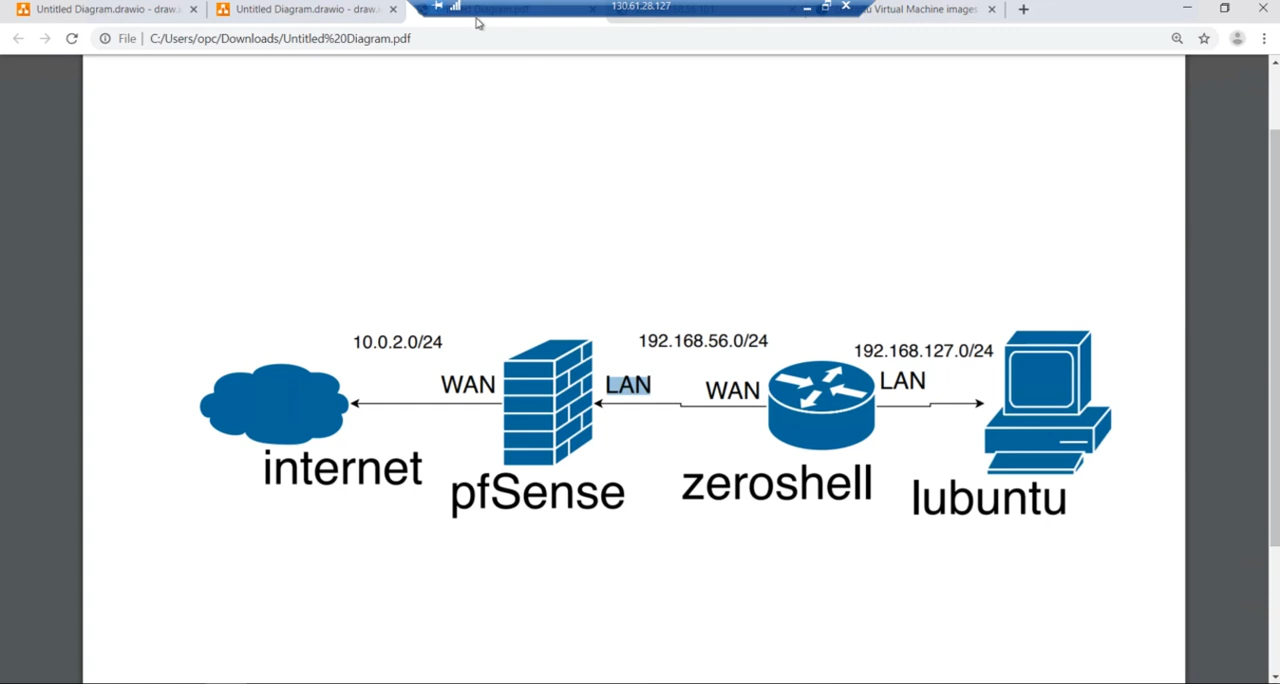 Untitled Diagram.drawio - draw.i
Untitled Diagram.drawio - draw.i
130.61.28.127
Virtual Machine images
File
C:/Users/opc/Downloads/Untitled%20Diagram.pdf
10.0.2.0/24
192.168.56.0/24
192.168.127.0/24
WAN
LAN
WAN
LAN
internet
pfSense
zeroshell
lubuntu